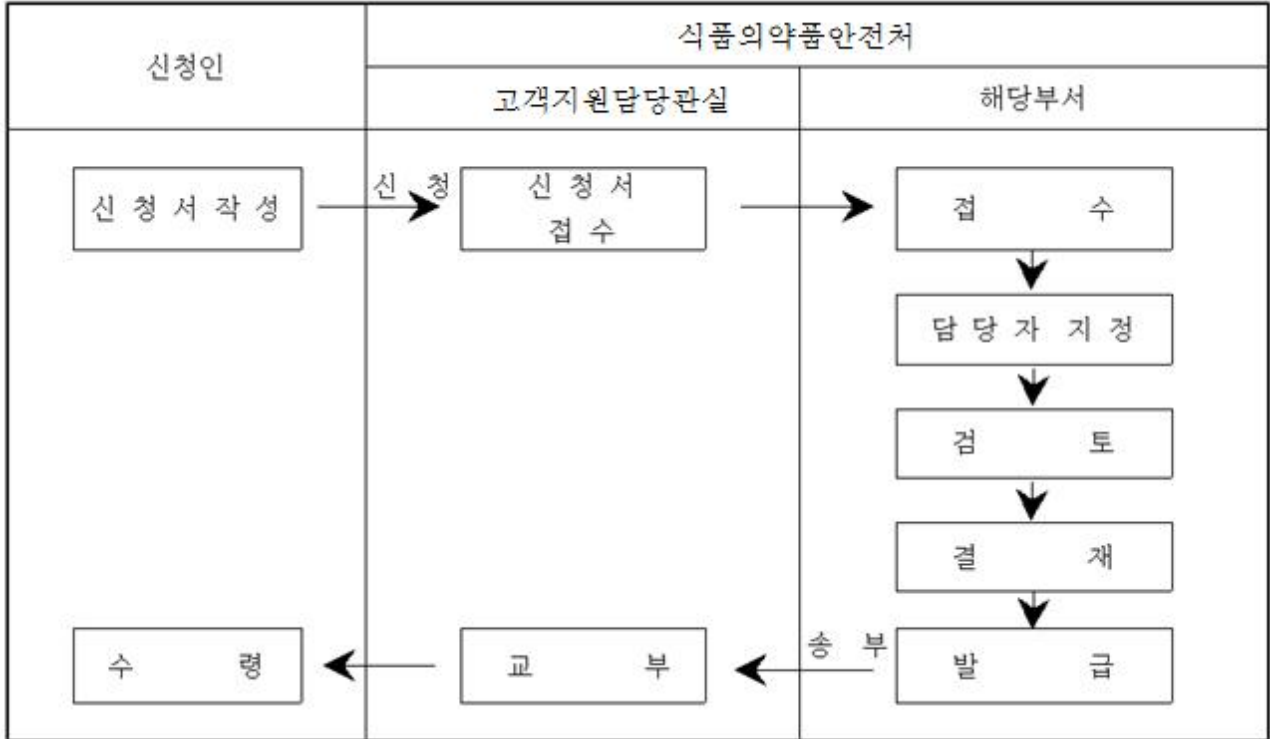 신청인
식품의약품안전처
고객지원담당관실
해당부서
신 청 서 작 성
신 청
신 청 서
접 수
접 수
담 당 자 지 정
검 토
결 재
발 급
송 부
교 부
수 령